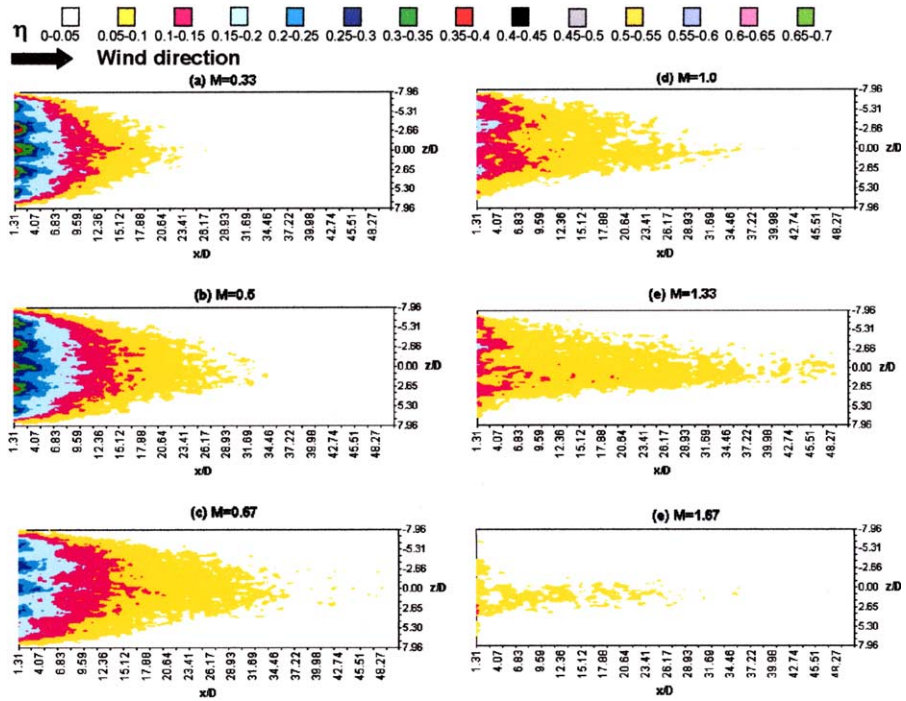 η 0-0.05 0.05-0.1 0.1-0.15 0.15-0.2 0.2-0.25 0.25-0.3 0.3-0.35 0.35-0.4 0.4-0.45 0.45-0.5 0.5-0.55 0.55-0.6 0.6-0.65 0.65-0.7
Wind direction
(a) M=0.33
-7.96
-5.31
-2.66
0.00 z/D
2.65
5.30
7.96
1.31 4.07 6.83 9.59 12.36 15.12 17.88 20.64 23.41 26.17 28.93 31.69 34.46 37.22 39.98 42.74 45.51 48.27
x/D
(d) M=1.0
-7.96
-5.31
-2.66
0.00 z/D
2.65
5.30
7.96
1.31 4.07 6.83 9.59 12.36 15.12 17.88 20.64 23.41 26.17 28.93 31.69 34.46 37.22 39.98 42.74 45.51 48.27
x/D
(b) M=0.5
-7.96
-5.31
-2.66
0.00 z/D
2.65
5.30
7.96
1.31 4.07 6.83 9.59 12.36 15.12 17.88 20.64 23.41 26.17 28.93 31.69 34.46 37.22 39.98 42.74 45.51 48.27
x/D
(e) M=1.33
-7.96
-5.31
-2.66
0.00 z/D
2.65
5.30
7.96
1.31 4.07 6.83 9.59 12.36 15.12 17.88 20.64 23.41 26.17 28.93 31.69 34.46 37.22 39.98 42.74 45.51 48.27
x/D
(c) M=0.67
-7.96
-5.31
-2.66
0.00 z/D
2.65
5.30
7.96
1.31 4.07 6.83 9.59 12.36 15.12 17.88 20.64 23.41 26.17 28.93 31.69 34.46 37.22 39.98 42.74 45.51 48.27
x/D
(e) M=1.67
-7.96
-5.31
-2.66
0.00 z/D
2.65
5.30
7.96
1.31 4.07 6.83 9.59 12.36 15.12 17.88 20.64 23.41 26.17 28.93 31.69 34.46 37.22 39.98 42.74 45.51 48.27
x/D